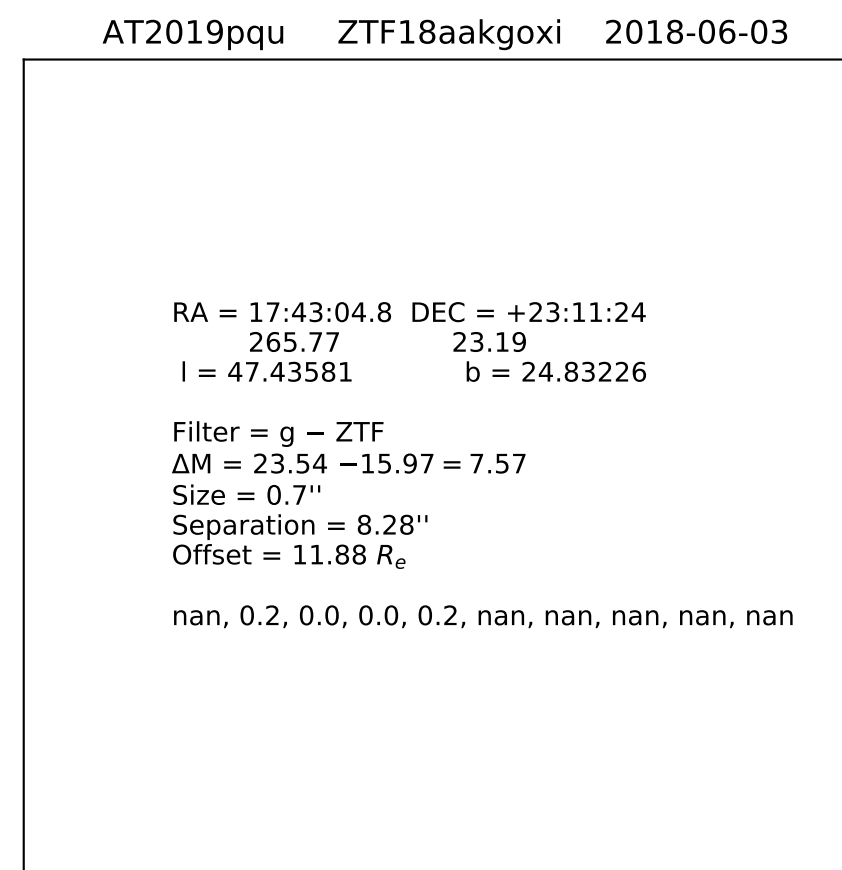 AT2019pqu ZTF18aakgoxi 2018-06-03
RA = 17:43:04.8 DEC = +23:11:24
265.77 23.19
l = 47.43581 b = 24.83226
Filter = g − ZTF
ΔM = 23.54 −15.97 = 7.57
Size = 0.7''
Separation = 8.28''
Offset = 11.88 Re
nan, 0.2, 0.0, 0.0, 0.2, nan, nan, nan, nan, nan